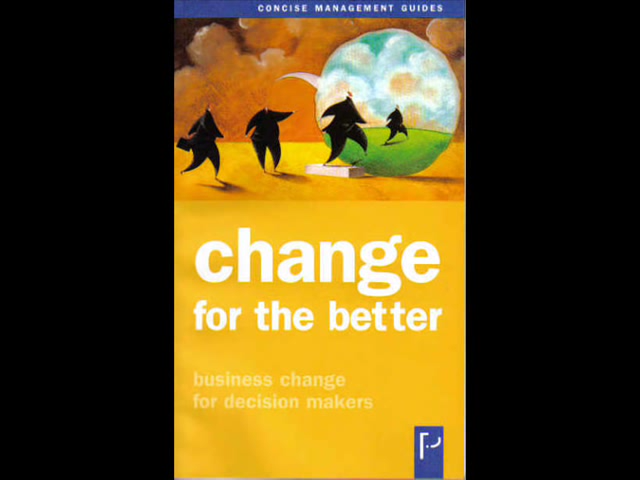 CONCISE MANAGEMENT GUIDES
change
for the better
business change
for decision makers